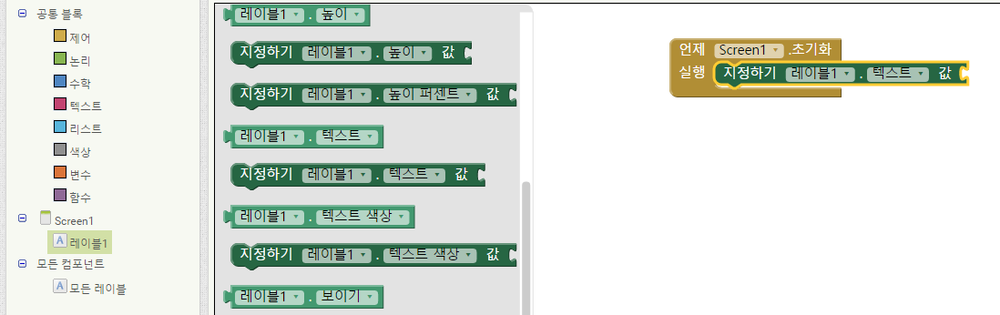 공통 블록
제어
논리
수학
텍스트
리스트
색상
변수
함수
Screen1
A 레이블1
모든 컴포넌트
A 모든 레이블
레이블1 . 높이
지정하기 레이블1 . 높이 값
지정하기 레이블1 . 높이 퍼센트 값
레이블1 . 텍스트
지정하기 레이블1 . 텍스트 값
레이블1 . 텍스트 색상
지정하기 레이블1 . 텍스트 색상 값
레이블1 . 보이기
언제 Screen1 .초기화
실행 지정하기 레이블1 . 텍스트 값